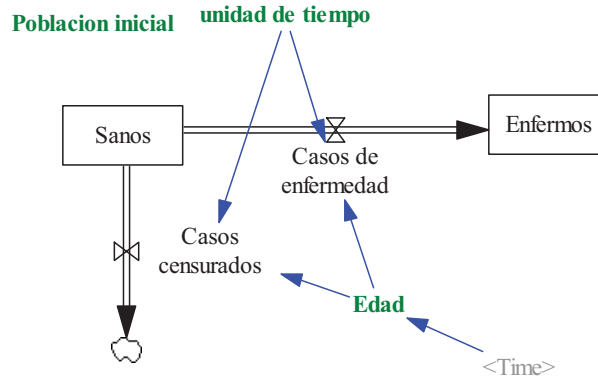 Poblacion inicial
unidad de tiempo
Sanos
Enfermos
Casos de
enfermedad
Casos
censurados
Edad
<Time>